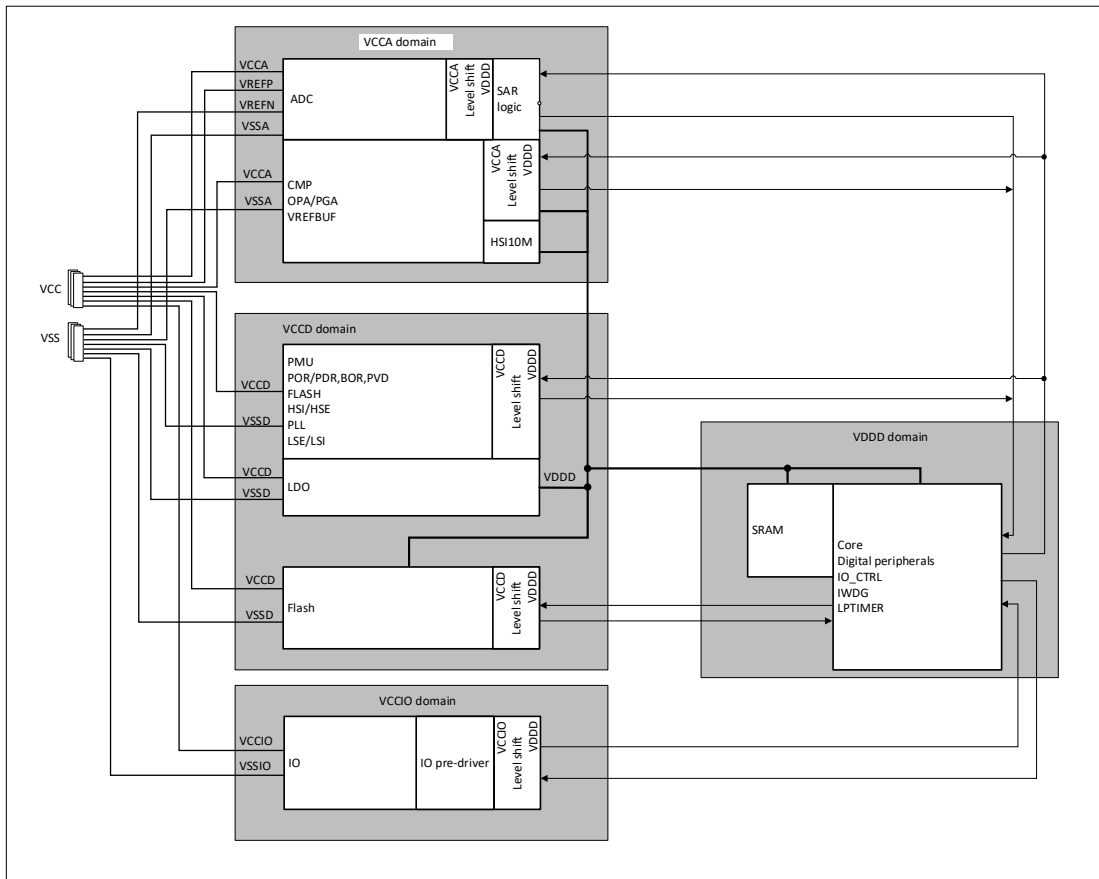 VCCA domain
VCCA
VREFP
VREFN
VSSA
ADC
VCCA
Level shift
VDDD
SAR
logic
VCCA
VSSA
CMP
OPA/PGA
VREFBUF
VCCA
Level shift
VDDD
HSI10M
VCC
VSS
VCCD domain
VCCD
VSSD
PMU
POR/PDR,BOR,PVD
FLASH
HSI/HSE
PLL
LSE/LSI
VCCD
Level shift
VDDD
VCCD
VSSD
LDO
VDDD
VCCD
VSSD
Flash
VCCD
Level shift
VDDD
VDDD domain
SRAM
Core
Digital peripherals
IO_CTRL
IWDG
LPTIMER
VCCIO domain
VCCIO
VSSIO
IO
IO pre-driver
VCCIO
Level shift
VDDD